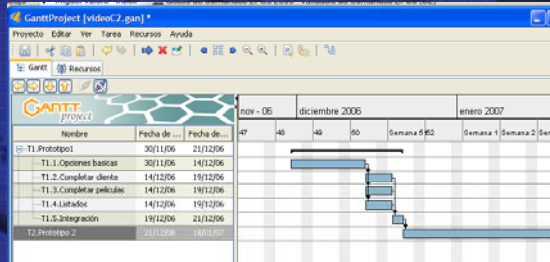 GanttProject [videoC2.gan] *
Proyecto Editar Ver Tarea Recursos Ayuda
Gantt Recursos
GANTT project
nov - 06 diciembre 2006 enero 2007
Nombre Fecha de ... Fecha de... 47 48 49 50 Semana 51 52 Semana 1 Semana 2 Sem
T1.Prototipo1 30/11/06 21/12/06
T1.1.Opciones basicas 30/11/06 14/12/06
T1.2.Completar cliente 14/12/06 19/12/06
T1.3.Completar peliculas 14/12/06 19/12/06
T1.4.Listados 14/12/06 19/12/06
T1.5.Integración 19/12/06 21/12/06
T2.Prototipo 2 21/12/06 18/01/07